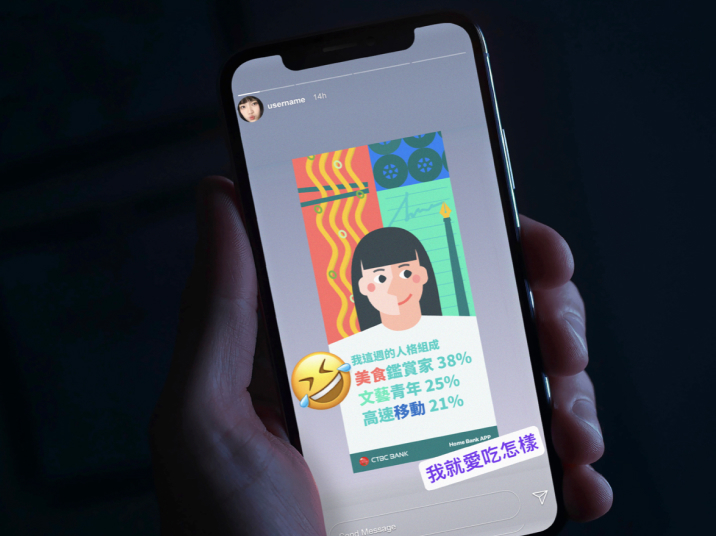 username 14h
我這週的人格組成
美食鑑賞家 38%
文藝青年 25%
高速移動 21%
CTBC BANK
Home Bank APP
我就愛吃怎樣
Send Message